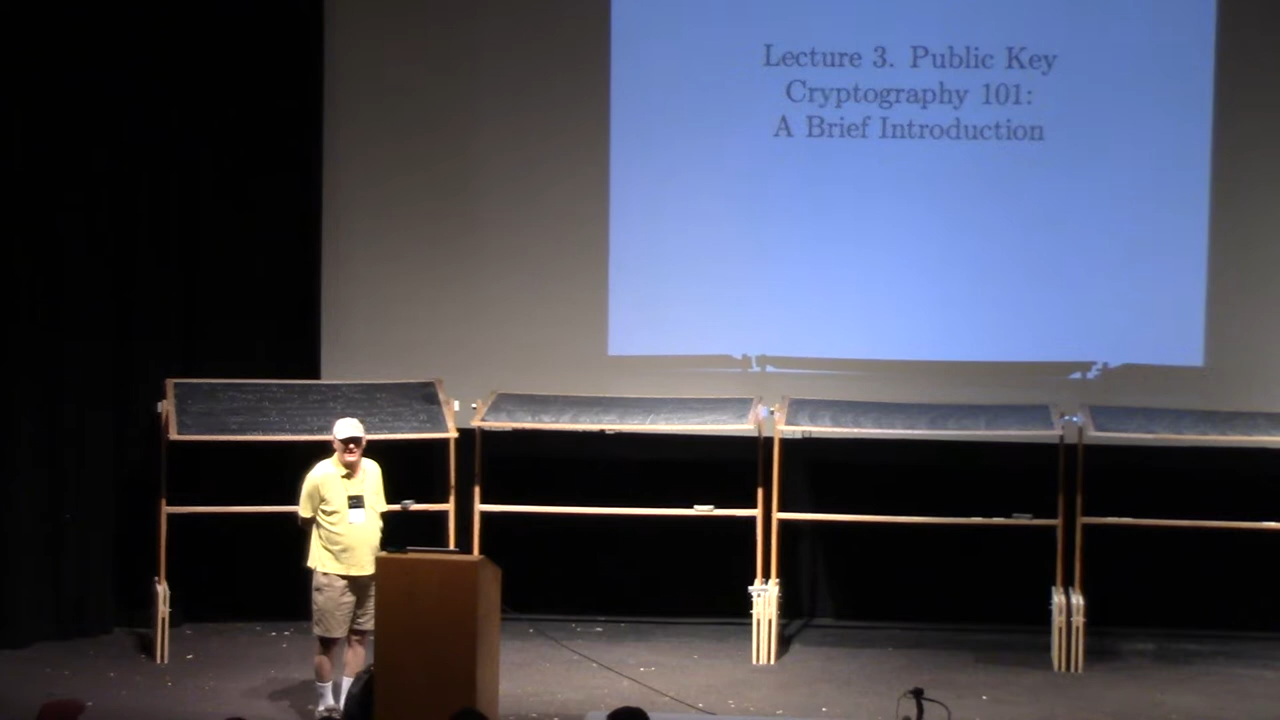 Lecture 3. Public Key
Cryptography 101:
A Brief Introduction